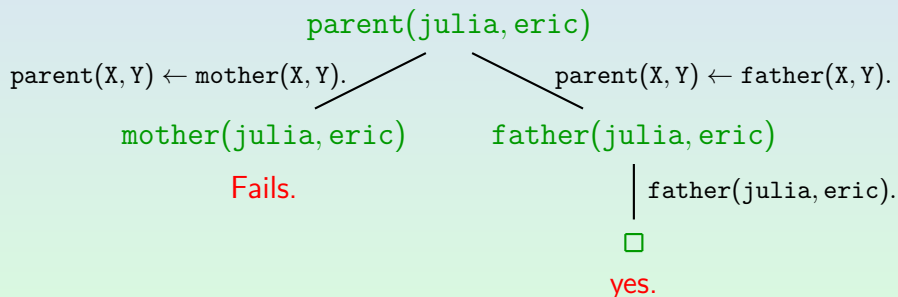 parent(julia, eric)
parent(X, Y) ← mother(X, Y).
parent(X, Y) ← father(X, Y).
mother(julia, eric)
father(julia, eric)
Fails.
father(julia, eric).
□
yes.